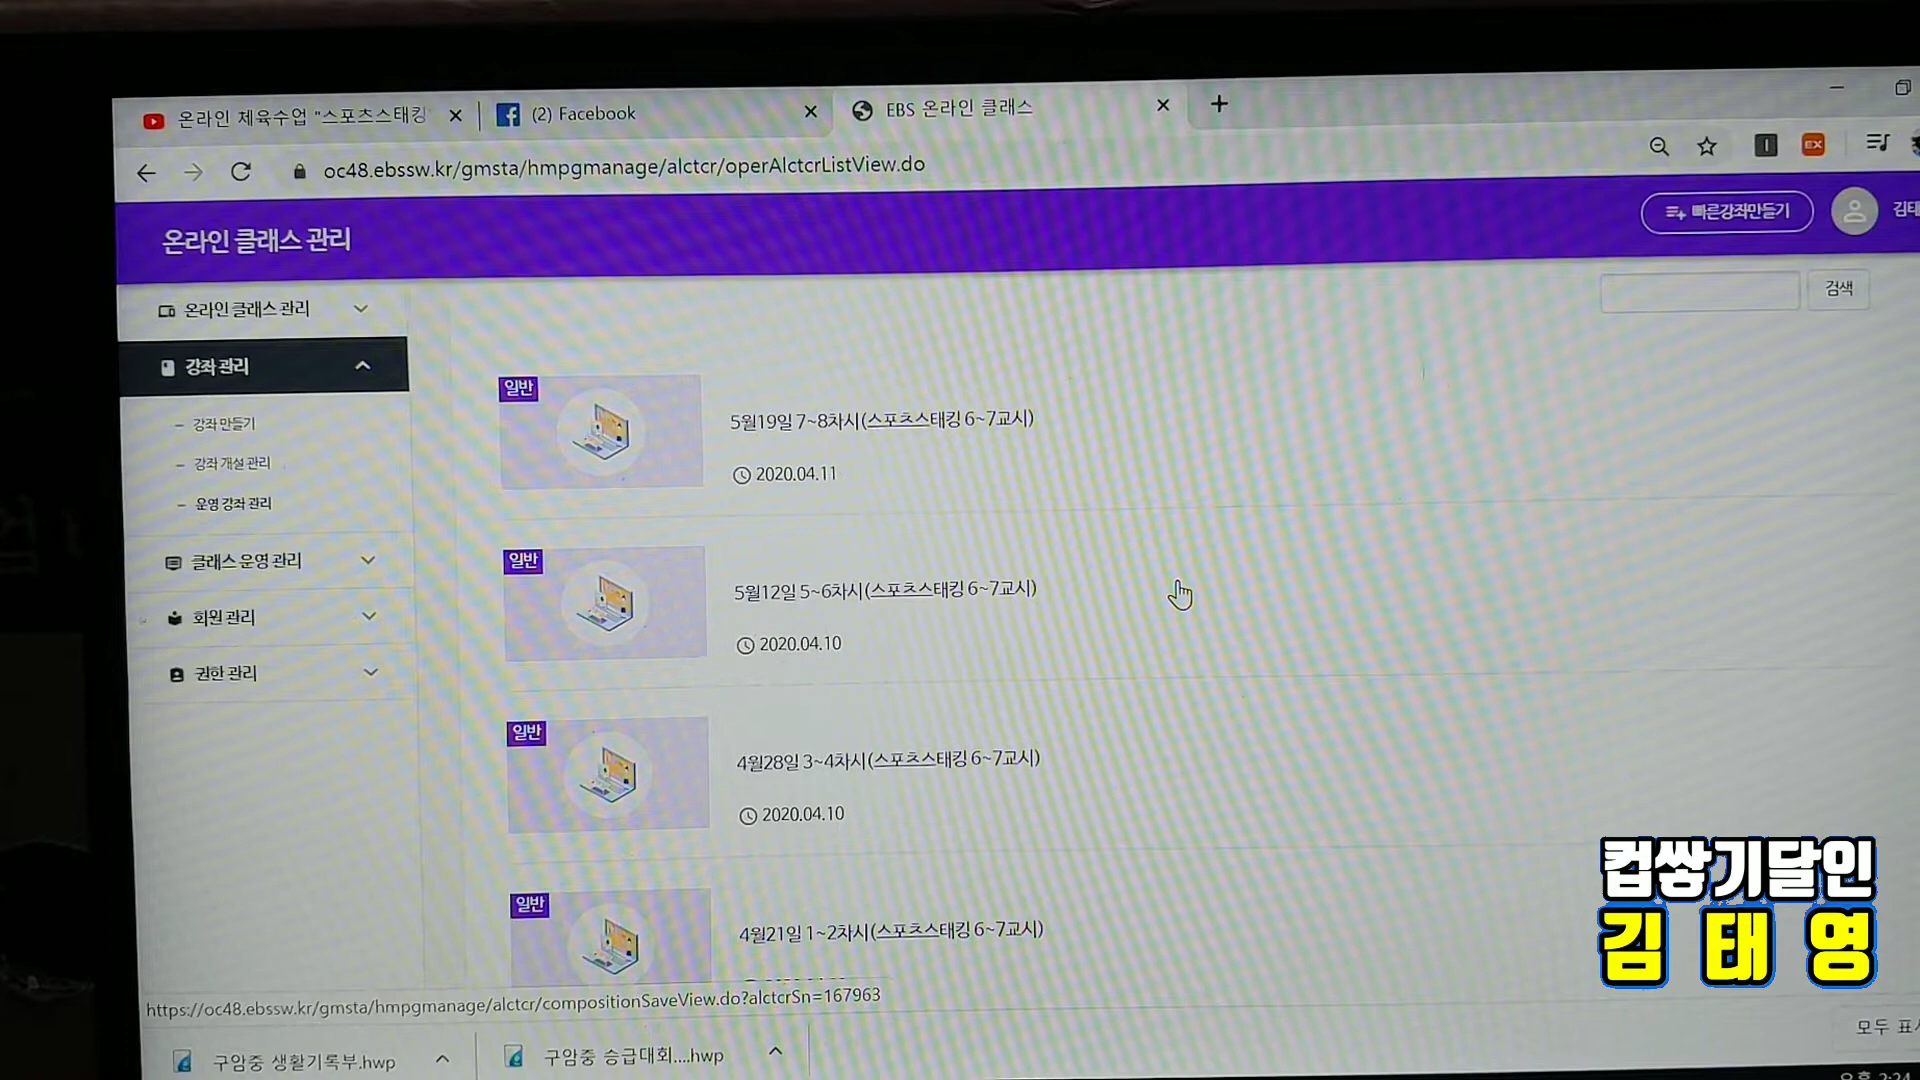 온라인 체육수업 "스포츠스태킹
(2) Facebook
EBS 온라인 클래스
oc48.ebssw.kr/gmsta/hmpgmanage/alctcr/operAlctcrListView.do
온라인 클래스 관리
빠른강좌만들기
김태
온라인 클래스 관리
검색
강좌 관리
– 강좌 만들기
– 강좌 개설 관리
– 운영 강좌 관리
클래스 운영 관리
회원 관리
권한 관리
일반
5월19일 7~8차시(스포츠스태킹 6~7교시)
2020.04.11
일반
5월12일 5~6차시(스포츠스태킹 6~7교시)
2020.04.10
일반
4월28일 3~4차시(스포츠스태킹 6~7교시)
2020.04.10
일반
4월21일 1~2차시(스포츠스태킹 6~7교시)
컵쌓기달인
김태영
https://oc48.ebssw.kr/gmsta/hmpgmanage/alctcr/compositionSaveView.do?alctcrSn=167963
구암중 생활기록부.hwp
구암중 승급대회....hwp
모두 표시
오후 2:24